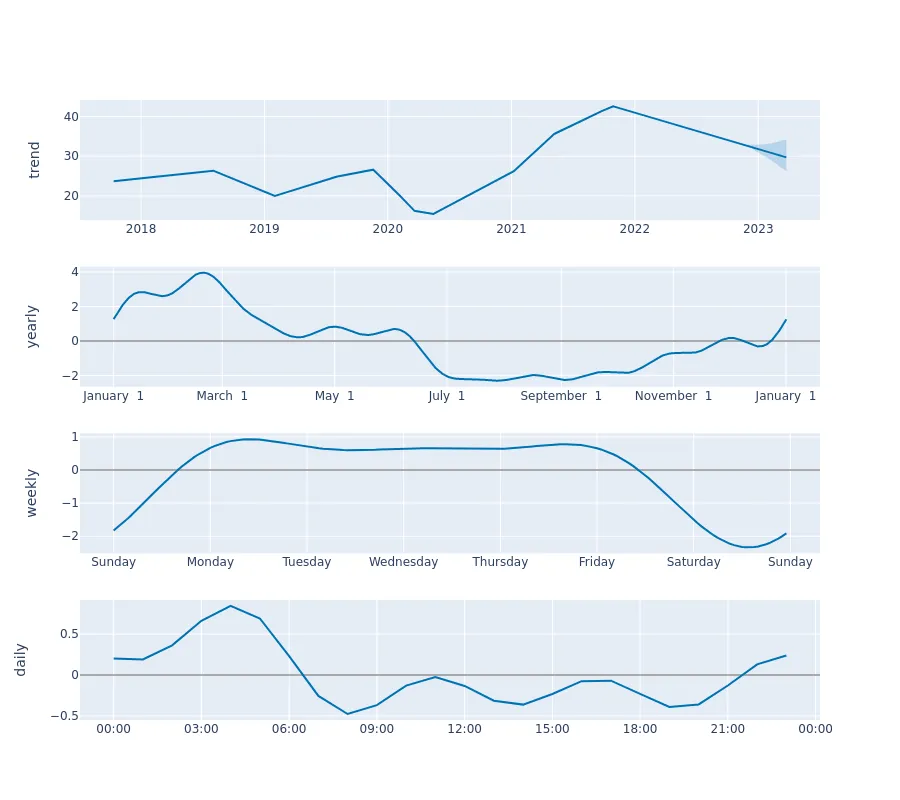 trend
40
30
20
2018 2019 2020 2021 2022 2023
yearly
4
2
0
−2
January 1 March 1 May 1 July 1 September 1 November 1 January 1
weekly
1
0
−1
−2
Sunday Monday Tuesday Wednesday Thursday Friday Saturday Sunday
daily
0.5
0
−0.5
00:00 03:00 06:00 09:00 12:00 15:00 18:00 21:00 00:00